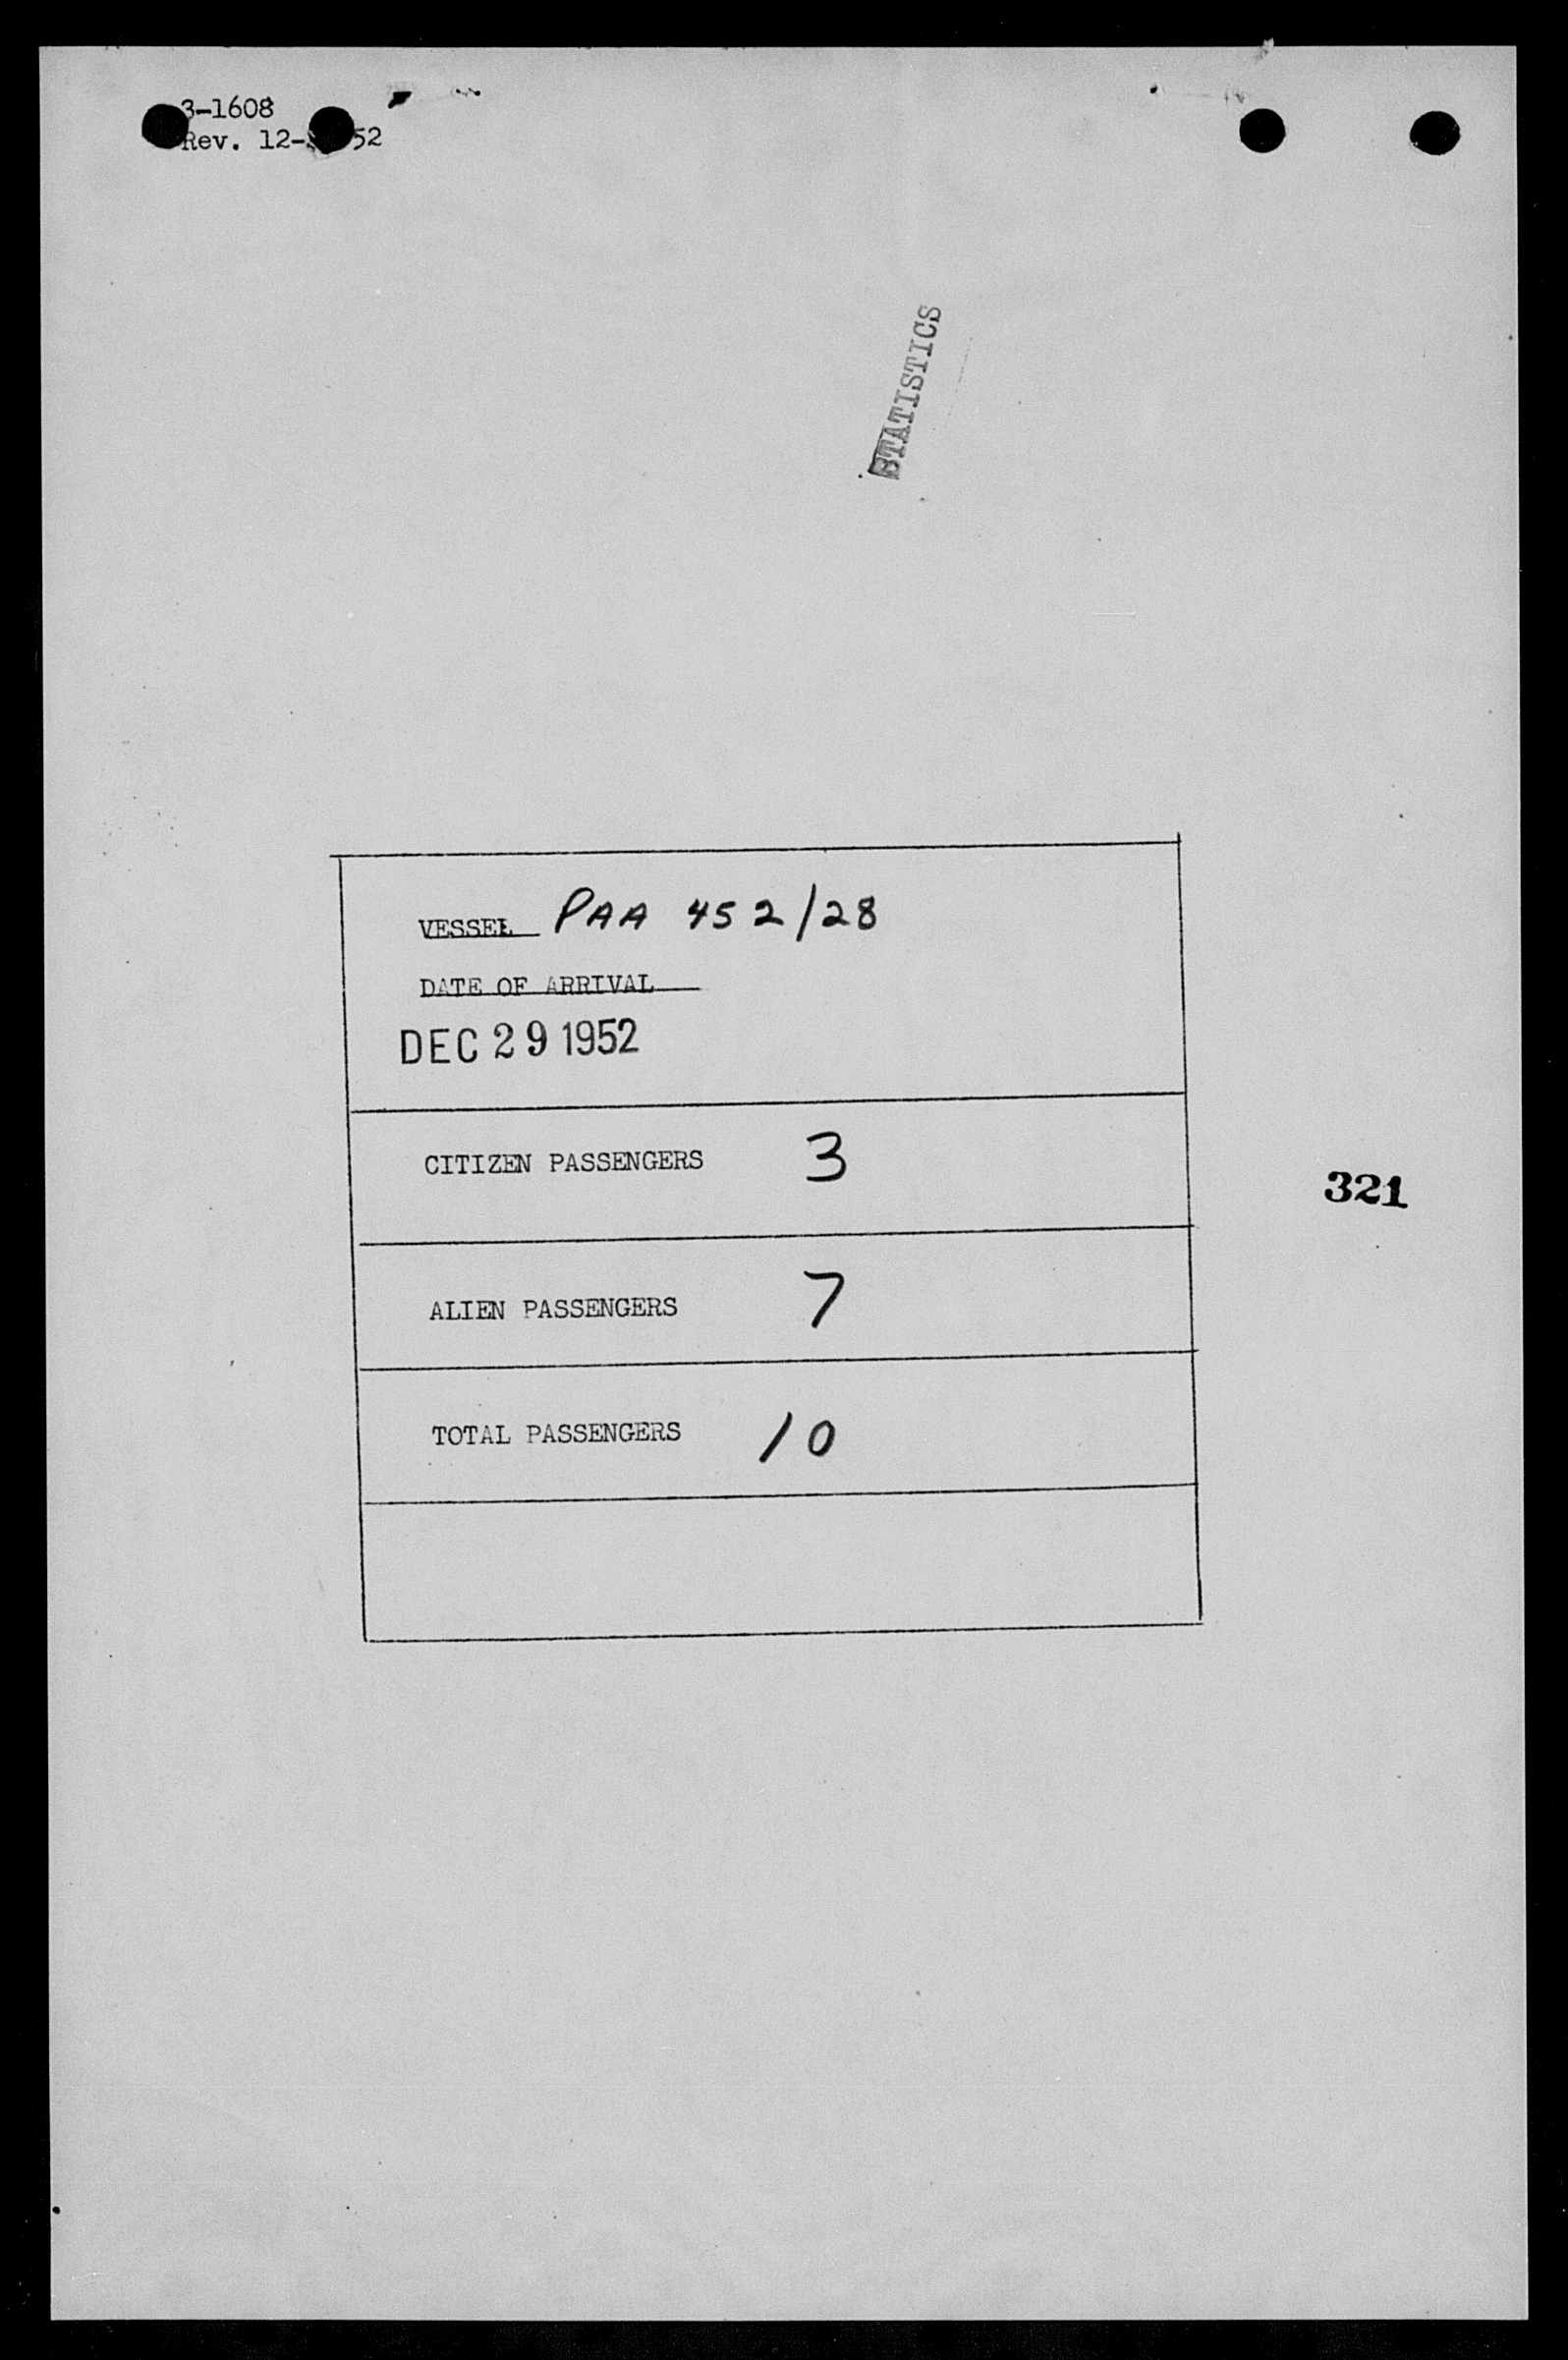 3-1608
Rev. 12- 52
STATISTICS
VESSEL PAA 452/28
DATE OF ARRIVAL
DEC 29 1952
CITIZEN PASSENGERS 3
321
ALIEN PASSENGERS 7
TOTAL PASSENGERS 10